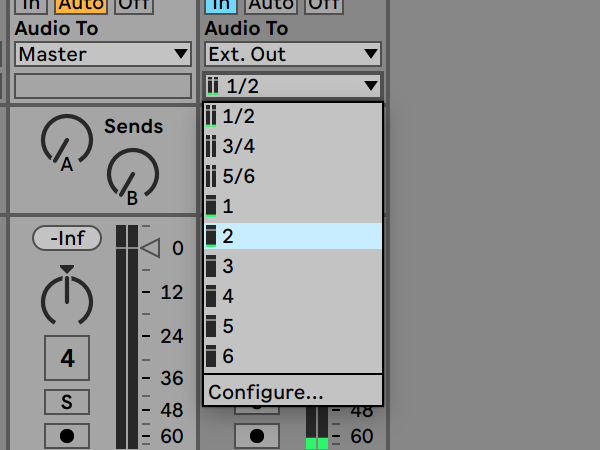 In Auto Off In Auto Off
Audio To Audio To
Master Ext. Out
1/2
1/2
Sends
3/4
A
5/6
B
1
-Inf 0 2
3
12 4
24 5
4 6
36
Configure...
S 48 S 48
60 60